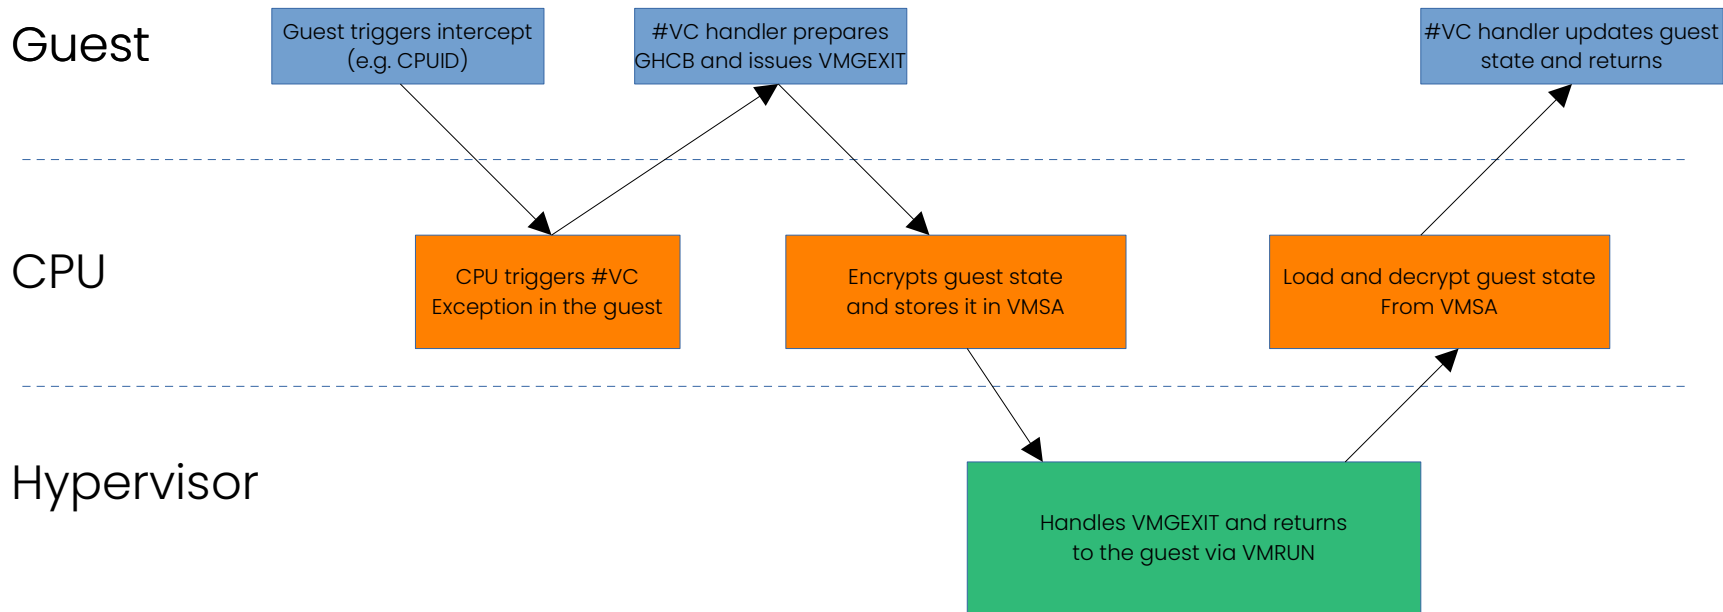 Guest
Guest triggers intercept
(e.g. CPUID)
#VC handler prepares
GHCB and issues VMGEXIT
#VC handler updates guest
state and returns
CPU
CPU triggers #VC
Exception in the guest
Encrypts guest state
and stores it in VMSA
Load and decrypt guest state
From VMSA
Hypervisor
Handles VMGEXIT and returns
to the guest via VMRUN